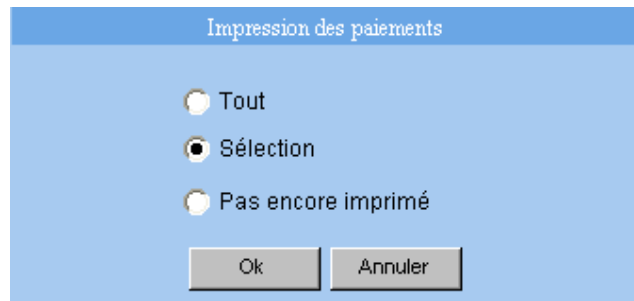 Impression des paiements
Tout
Sélection
Pas encore imprimé
Ok Annuler